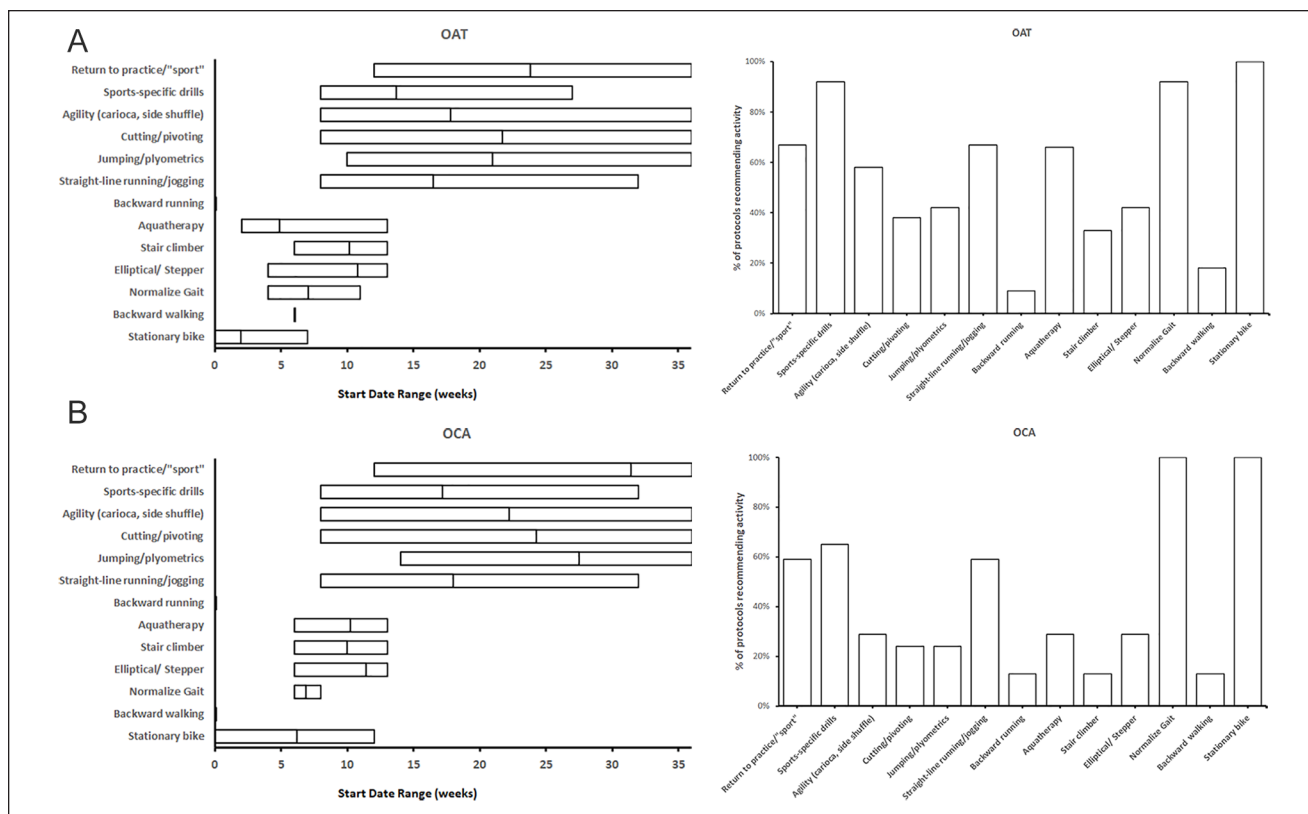 A
OAT
Return to practice/"sport"
Sports-specific drills
Agility (carioca, side shuffle)
Cutting/pivoting
Jumping/plyometrics
Straight-line running/jogging
Backward running
Aquatherapy
Stair climber
Elliptical/ Stepper
Normalize Gait
Backward walking
Stationary bike
0 5 10 15 20 25 30 35
Start Date Range (weeks)
OAT
% of protocols recommending activity
100%
80%
60%
40%
20%
0%
Return to practice/"sport"
Sports-specific drills
Agility (carioca, side shuffle)
Cutting/pivoting
Jumping/plyometrics
Straight-line running/jogging
Backward running
Aquatherapy
Stair climber
Elliptical/ Stepper
Normalize Gait
Backward walking
Stationary bike
B
OCA
Return to practice/"sport"
Sports-specific drills
Agility (carioca, side shuffle)
Cutting/pivoting
Jumping/plyometrics
Straight-line running/jogging
Backward running
Aquatherapy
Stair climber
Elliptical/ Stepper
Normalize Gait
Backward walking
Stationary bike
0 5 10 15 20 25 30 35
Start Date Range (weeks)
OCA
% of protocols recommending activity
100%
80%
60%
40%
20%
0%
Return to practice/"sport"
Sports-specific drills
Agility (carioca, side shuffle)
Cutting/pivoting
Jumping/plyometrics
Straight-line running/jogging
Backward running
Aquatherapy
Stair climber
Elliptical/ Stepper
Normalize Gait
Backward walking
Stationary bike